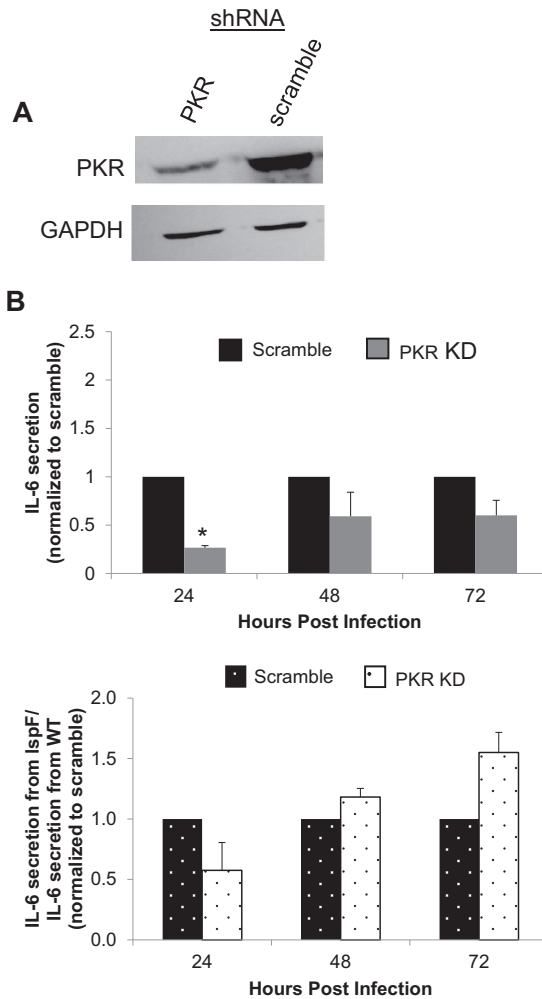 shRNA
PKR
scramble
A
PKR
GAPDH
B
2.5
2
1.5
1
0.5
0
IL-6 secretion
(normalized to scramble)
Scramble
PKR KD
*
24
48
72
Hours Post Infection
Scramble
PKR KD
2.0
1.5
1.0
0.5
0.0
IL-6 secretion from lspF/
IL-6 secretion from WT
(normalized to scramble)
24
48
72
Hours Post Infection